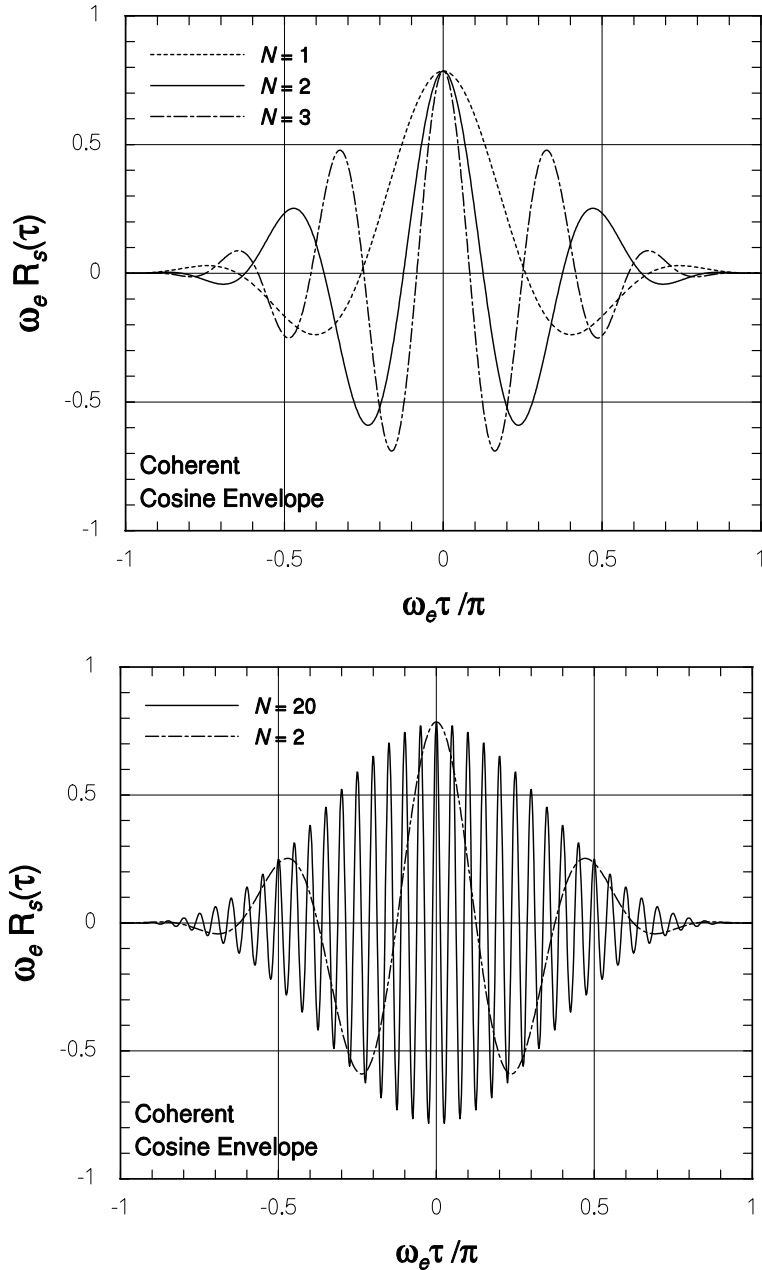 1
N = 1
N = 2
N = 3
0.5
0
-0.5
-1
ωₑ Rₛ(τ)
Coherent
Cosine Envelope
-1 -0.5 0 0.5 1
ωₑτ /π
1
N = 20
N = 2
0.5
0
-0.5
-1
ωₑ Rₛ(τ)
Coherent
Cosine Envelope
-1 -0.5 0 0.5 1
ωₑτ /π